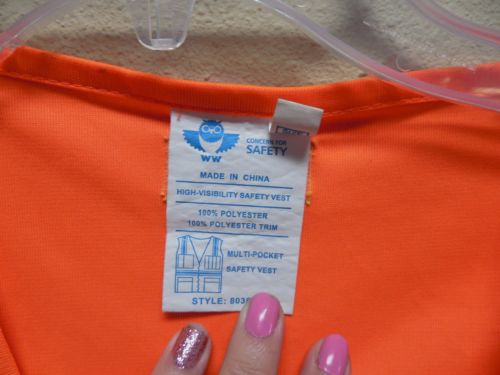 CONCERN FOR
SAFETY
WW
MADE IN CHINA
HIGH-VISIBILITY SAFETY VEST
100% POLYESTER
100% POLYESTER TRIM
MULTI-POCKET
SAFETY VEST
STYLE: